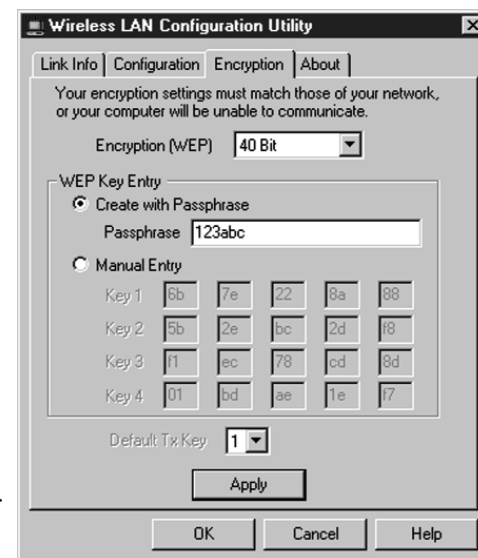 Wireless LAN Configuration Utility
Link Info Configuration Encryption About
Your encryption settings must match those of your network,
or your computer will be unable to communicate.
Encryption (WEP) 40 Bit
WEP Key Entry
Create with Passphrase
Passphrase 123abc
Manual Entry
Key 1 6b 7e 22 8a 88
Key 2 5b 2e bc 2d f8
Key 3 f1 ec 78 cd 8d
Key 4 01 bd ae 1e f7
Default Tx Key 1
Apply
OK Cancel Help